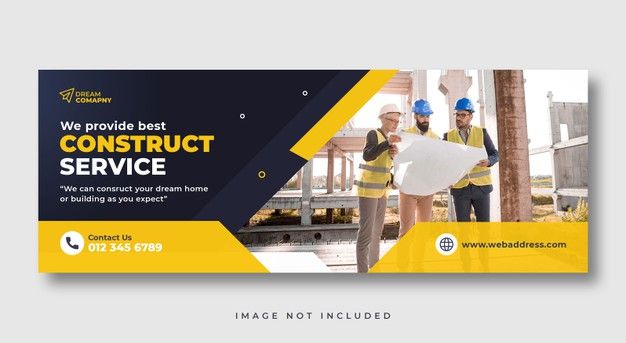 DREAM
COMAPNY
We provide best
CONSTRUCT
SERVICE
“We can consruct your dream home
or building as you expect”
Contact Us
012 345 6789
www.webaddress.com
IMAGE NOT INCLUDED